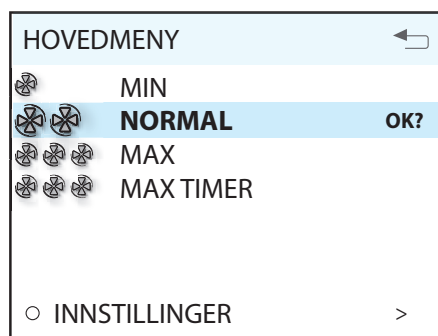 HOVEDMENY
MIN
NORMAL OK?
MAX
MAX TIMER
INNSTILLINGER >